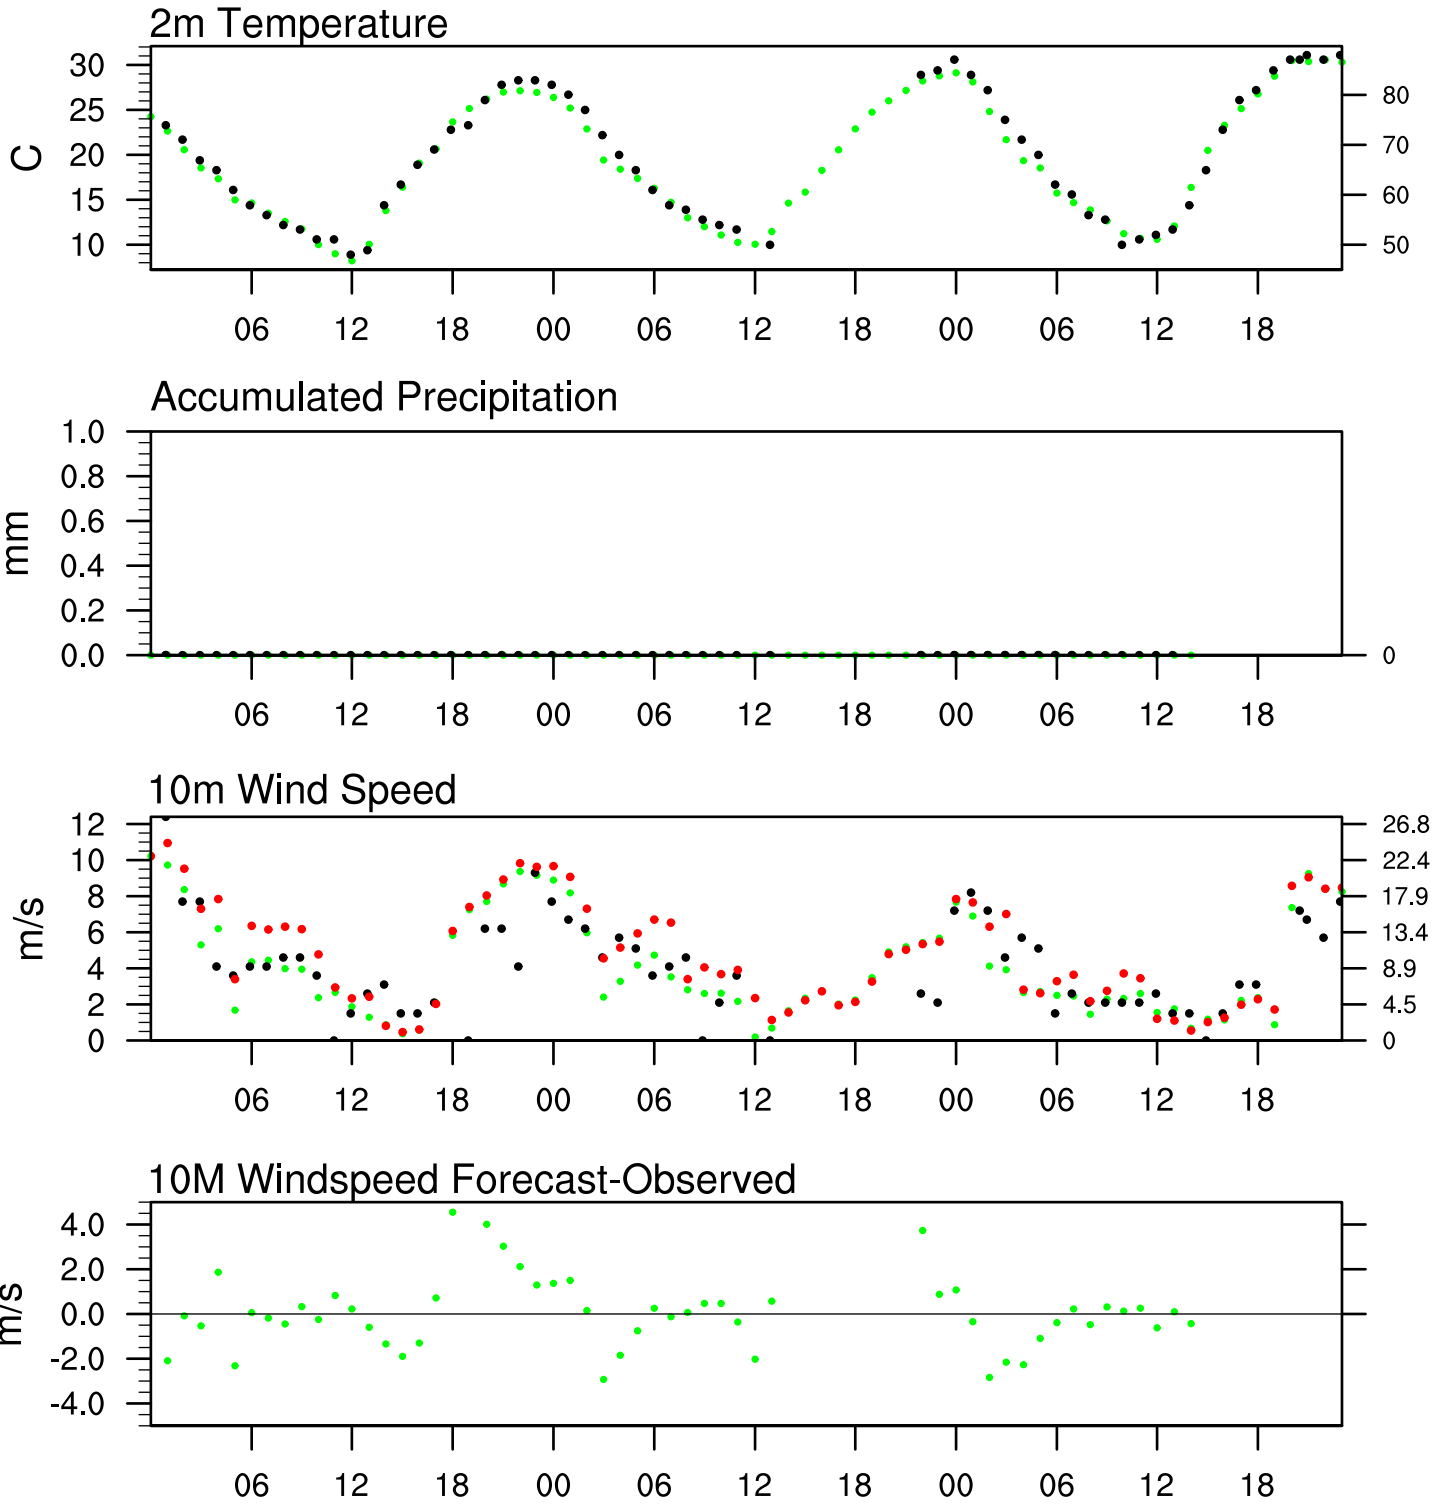 2m Temperature
30
25
20
15
10
C
80
70
60
50
06 12 18 00 06 12 18 00 06 12 18
Accumulated Precipitation
1.0
0.8
0.6
0.4
0.2
0.0
mm
0
06 12 18 00 06 12 18 00 06 12 18
10m Wind Speed
12
10
8
6
4
2
0
m/s
26.8
22.4
17.9
13.4
8.9
4.5
0
06 12 18 00 06 12 18 00 06 12 18
10M Windspeed Forecast-Observed
4.0
2.0
0.0
-2.0
-4.0
m/s
06 12 18 00 06 12 18 00 06 12 18